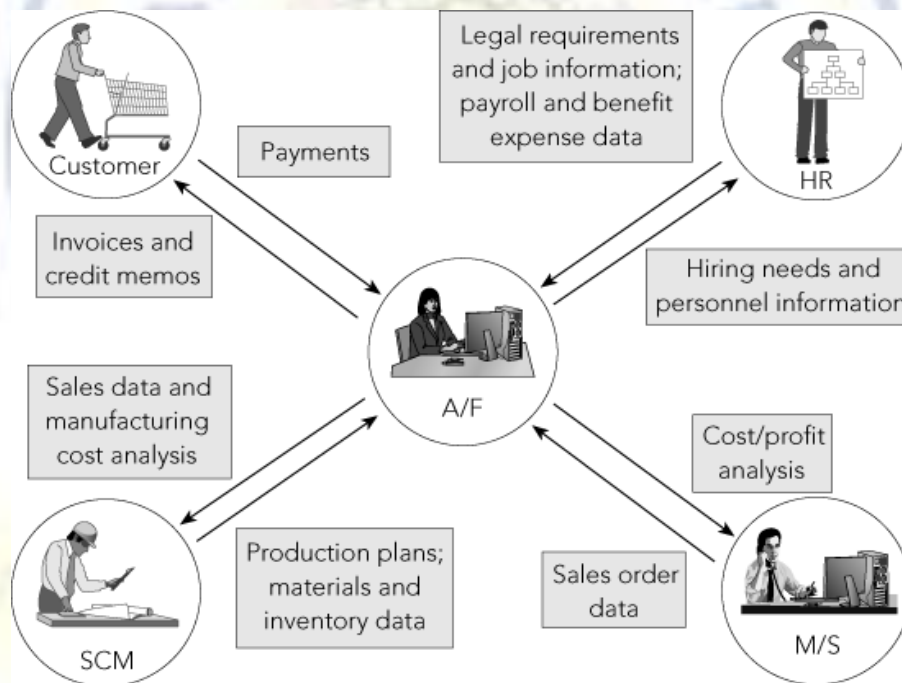 Legal requirements
and job information;
payroll and benefit
expense data
Customer
Payments
HR
Invoices and
credit memos
Hiring needs and
personnel information
A/F
Sales data and
manufacturing
cost analysis
Cost/profit
analysis
Production plans;
materials and
inventory data
Sales order
data
SCM
M/S